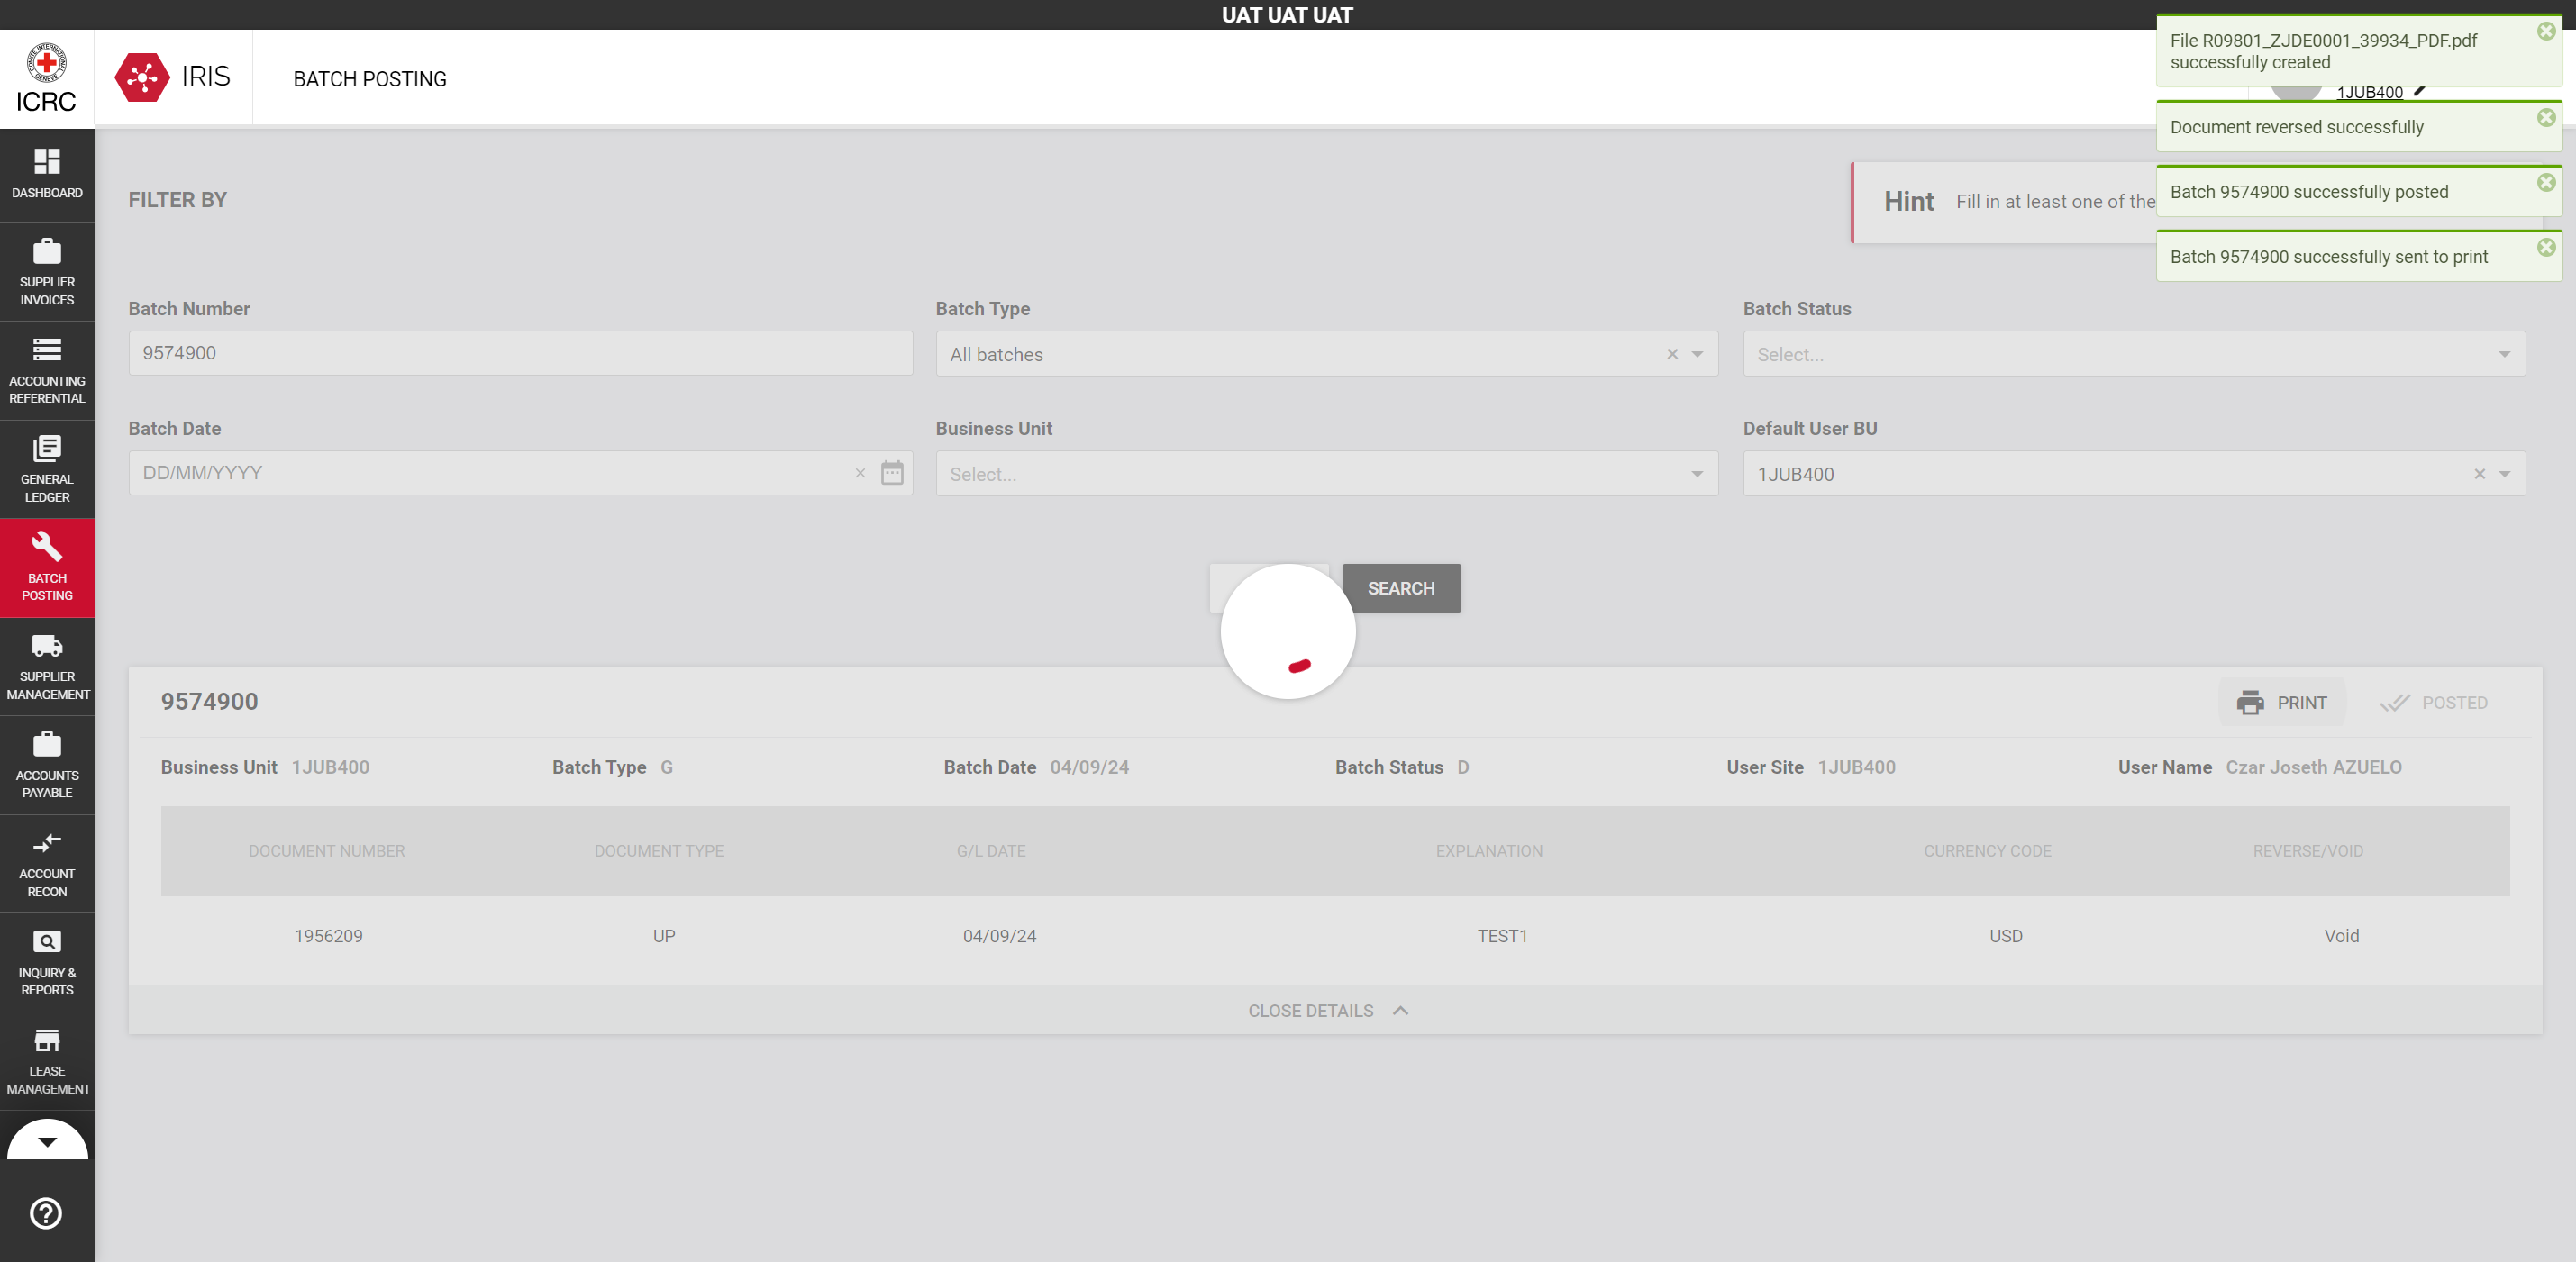 UAT UAT UAT
ICRC
IRIS
BATCH POSTING
1JUB400
File R09801_ZJDE0001_39934_PDF.pdf
successfully created
Document reversed successfully
Batch 9574900 successfully posted
Batch 9574900 successfully sent to print
DASHBOARD
SUPPLIER
INVOICES
ACCOUNTING
REFERENTIAL
GENERAL
LEDGER
BATCH
POSTING
SUPPLIER
MANAGEMENT
ACCOUNTS
PAYABLE
ACCOUNT
RECON
INQUIRY &
REPORTS
LEASE
MANAGEMENT
FILTER BY
Hint Fill in at least one of the
Batch Number
9574900
Batch Type
All batches
Batch Status
Select...
Batch Date
DD/MM/YYYY
Business Unit
Select...
Default User BU
1JUB400
SEARCH
9574900
PRINT
POSTED
Business Unit 1JUB400
Batch Type G
Batch Date 04/09/24
Batch Status D
User Site 1JUB400
User Name Czar Joseth AZUELO
DOCUMENT NUMBER DOCUMENT TYPE G/L DATE EXPLANATION CURRENCY CODE REVERSE/VOID
1956209 UP 04/09/24 TEST1 USD Void
CLOSE DETAILS